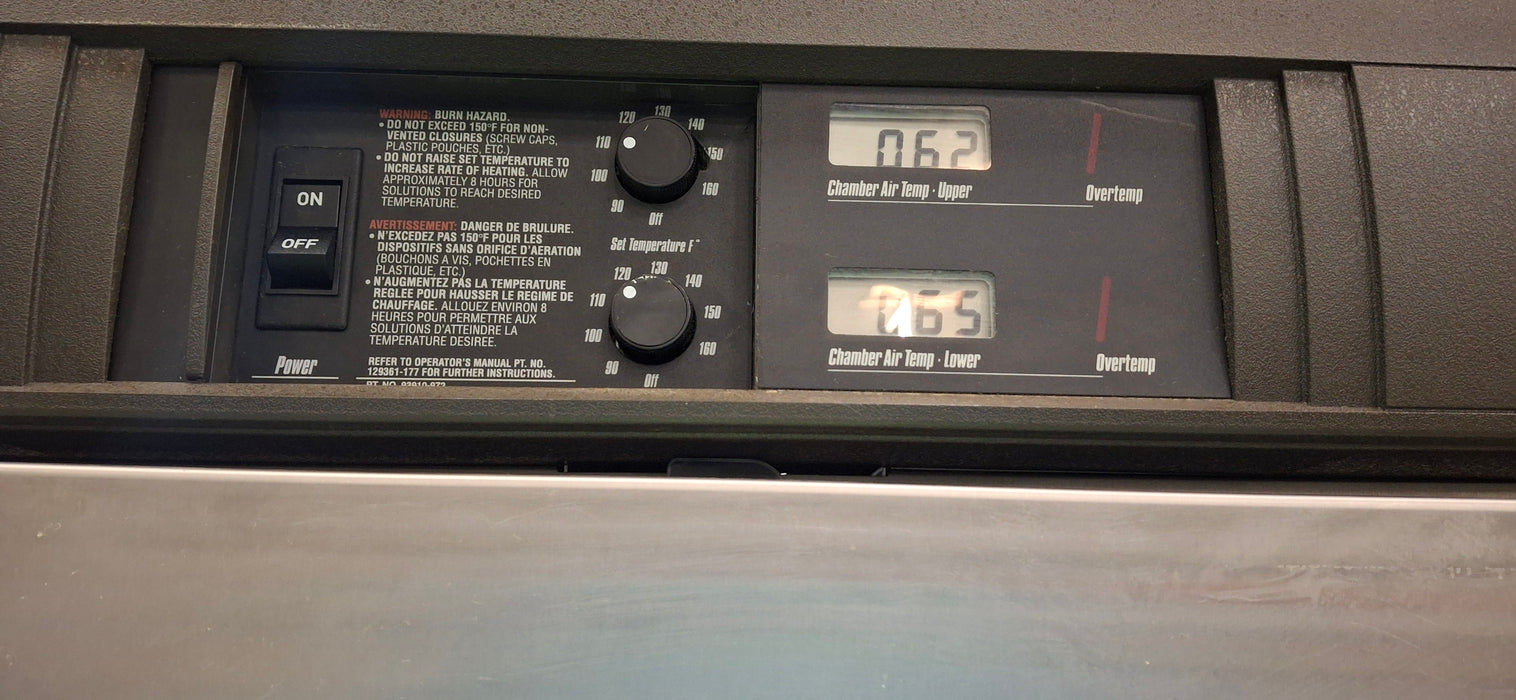 ON
OFF
Power
WARNING: BURN HAZARD.
• DO NOT EXCEED 150°F FOR NON-
VENTED CLOSURES (SCREW CAPS,
PLASTIC POUCHES, ETC.)
• DO NOT RAISE SET TEMPERATURE TO
INCREASE RATE OF HEATING. ALLOW
APPROXIMATELY 8 HOURS FOR
SOLUTIONS TO REACH DESIRED
TEMPERATURE.
AVERTISSEMENT: DANGER DE BRULURE.
• N'EXCEDEZ PAS 150°F POUR LES
DISPOSITIFS SANS ORIFICE D'AERATION
(BOUCHONS A VIS, POCHETTES EN
PLASTIQUE, ETC.)
• N'AUGMENTEZ PAS LA TEMPERATURE
REGLEE POUR HAUSSER LE REGIME DE
CHAUFFAGE. ALLOUEZ ENVIRON 8
HEURES POUR PERMETTRE AUX
SOLUTIONS D'ATTEINDRE LA
TEMPERATURE DESIREE.
REFER TO OPERATOR'S MANUAL PT. NO.
129361-177 FOR FURTHER INSTRUCTIONS.
PT. NO.
Off 90 100 110 120 130 140 150 160
Set Temperature F°
Off 90 100 110 120 130 140 150 160
062
Chamber Air Temp · Upper
Overtemp
065
Chamber Air Temp · Lower
Overtemp